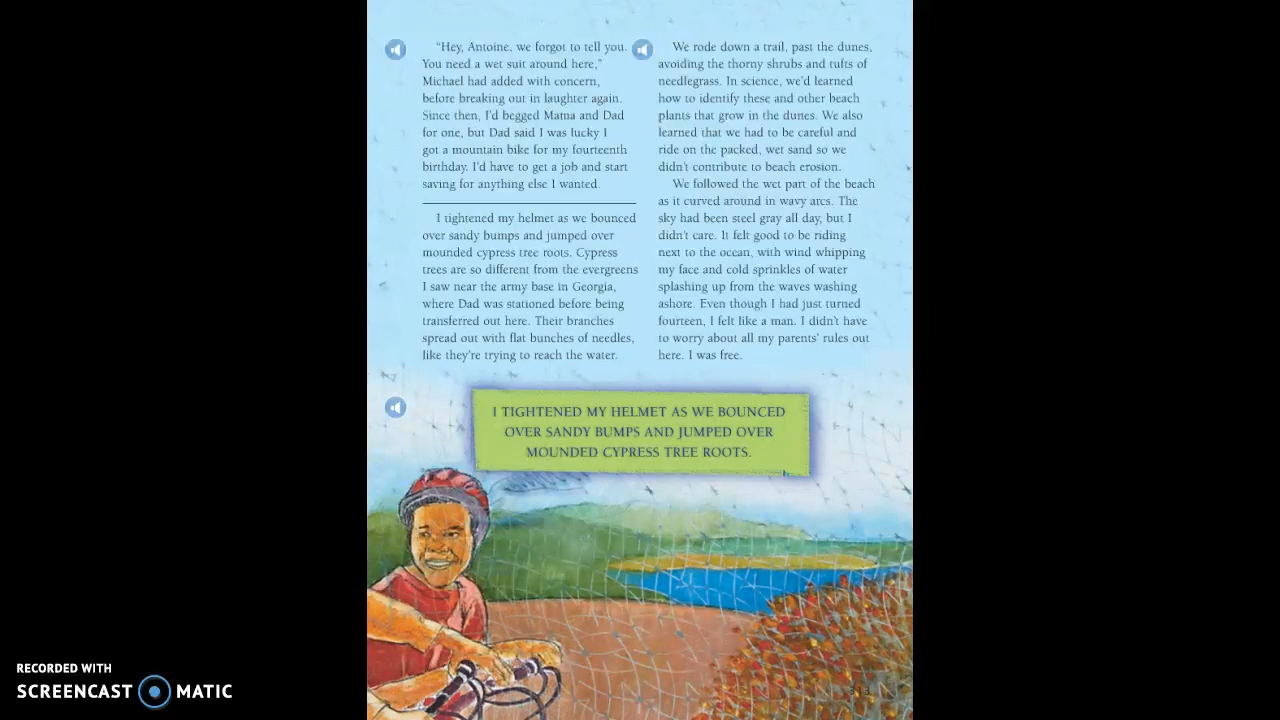 “Hey, Antoine, we forgot to tell you.
You need a wet suit around here,”
Michael had added with concern,
before breaking out in laughter again.
Since then, I’d begged Mama and Dad
for one, but Dad said I was lucky I
got a mountain bike for my fourteenth
birthday. I’d have to get a job and start
saving for anything else I wanted.
I tightened my helmet as we bounced
over sandy bumps and jumped over
mounded cypress tree roots. Cypress
trees are so different from the evergreens
I saw near the army base in Georgia,
where Dad was stationed before being
transferred out here. Their branches
spread out with flat bunches of needles,
like they’re trying to reach the water.
We rode down a trail, past the dunes,
avoiding the thorny shrubs and tufts of
needlegrass. In science, we’d learned
how to identify these and other beach
plants that grow in the dunes. We also
learned that we had to be careful and
ride on the packed, wet sand so we
didn’t contribute to beach erosion.
We followed the wet part of the beach
as it curved around in wavy arcs. The
sky had been steel gray all day, but I
didn’t care. It felt good to be riding
next to the ocean, with wind whipping
my face and cold sprinkles of water
splashing up from the waves washing
ashore. Even though I had just turned
fourteen, I felt like a man. I didn’t have
to worry about all my parents’ rules out
here. I was free.
I TIGHTENED MY HELMET AS WE BOUNCED
OVER SANDY BUMPS AND JUMPED OVER
MOUNDED CYPRESS TREE ROOTS.
RECORDED WITH
SCREENCAST MATIC